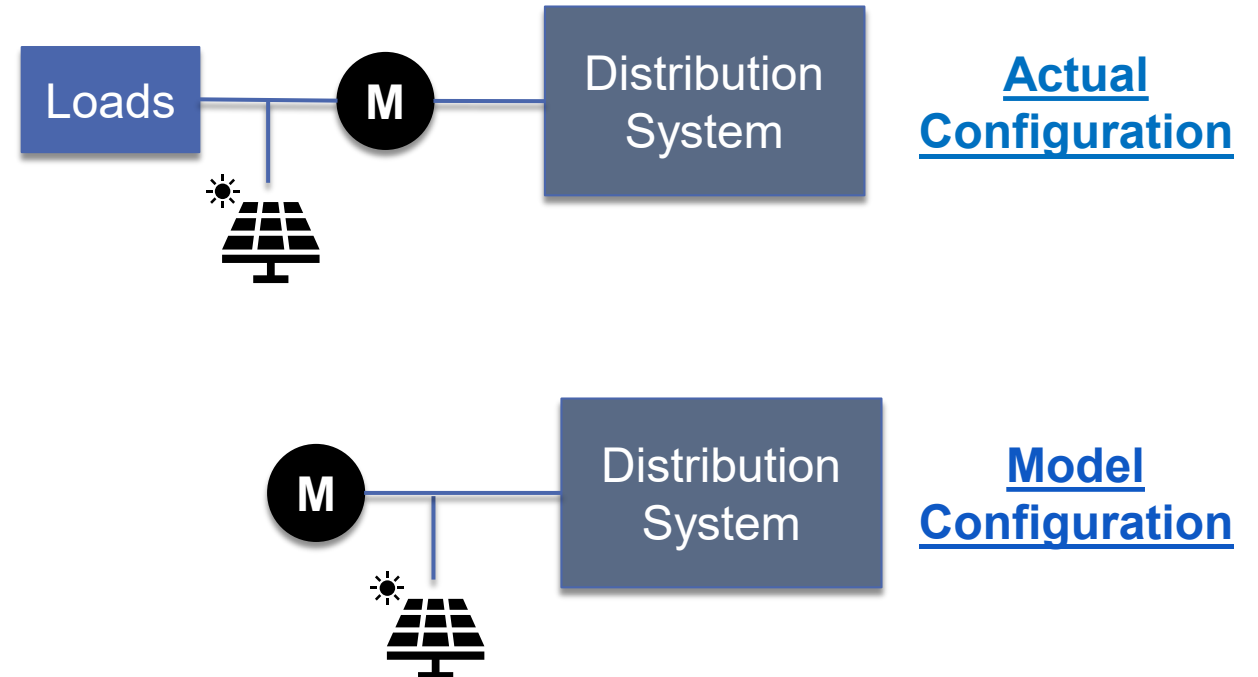 Loads
M
Distribution
System
Actual
Configuration
M
Distribution
System
Model
Configuration